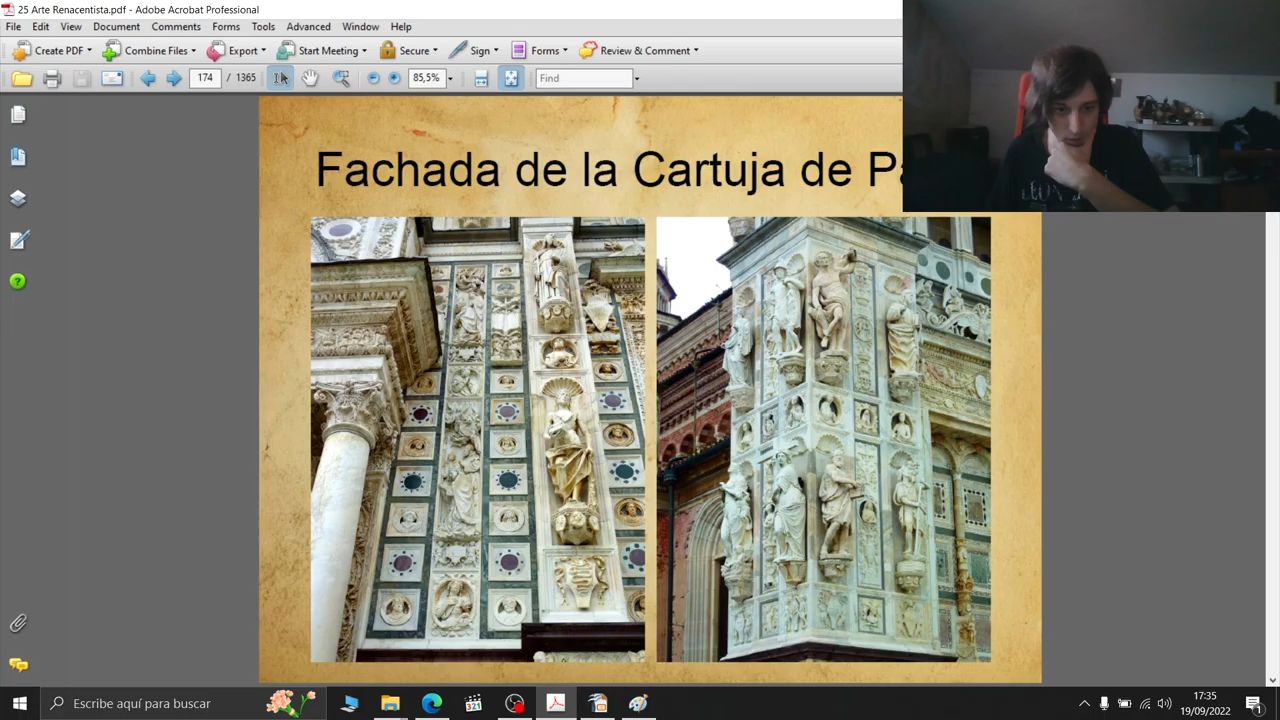 25 Arte Renacentista.pdf - Adobe Acrobat Professional
File Edit View Document Comments Forms Tools Advanced Window Help
Create PDF Combine Files Export Start Meeting Secure Sign Forms Review & Comment
174 / 1365 85,5% Find
Fachada de la Cartuja de
Escribe aquí para buscar
321
17:35
19/09/2022
1